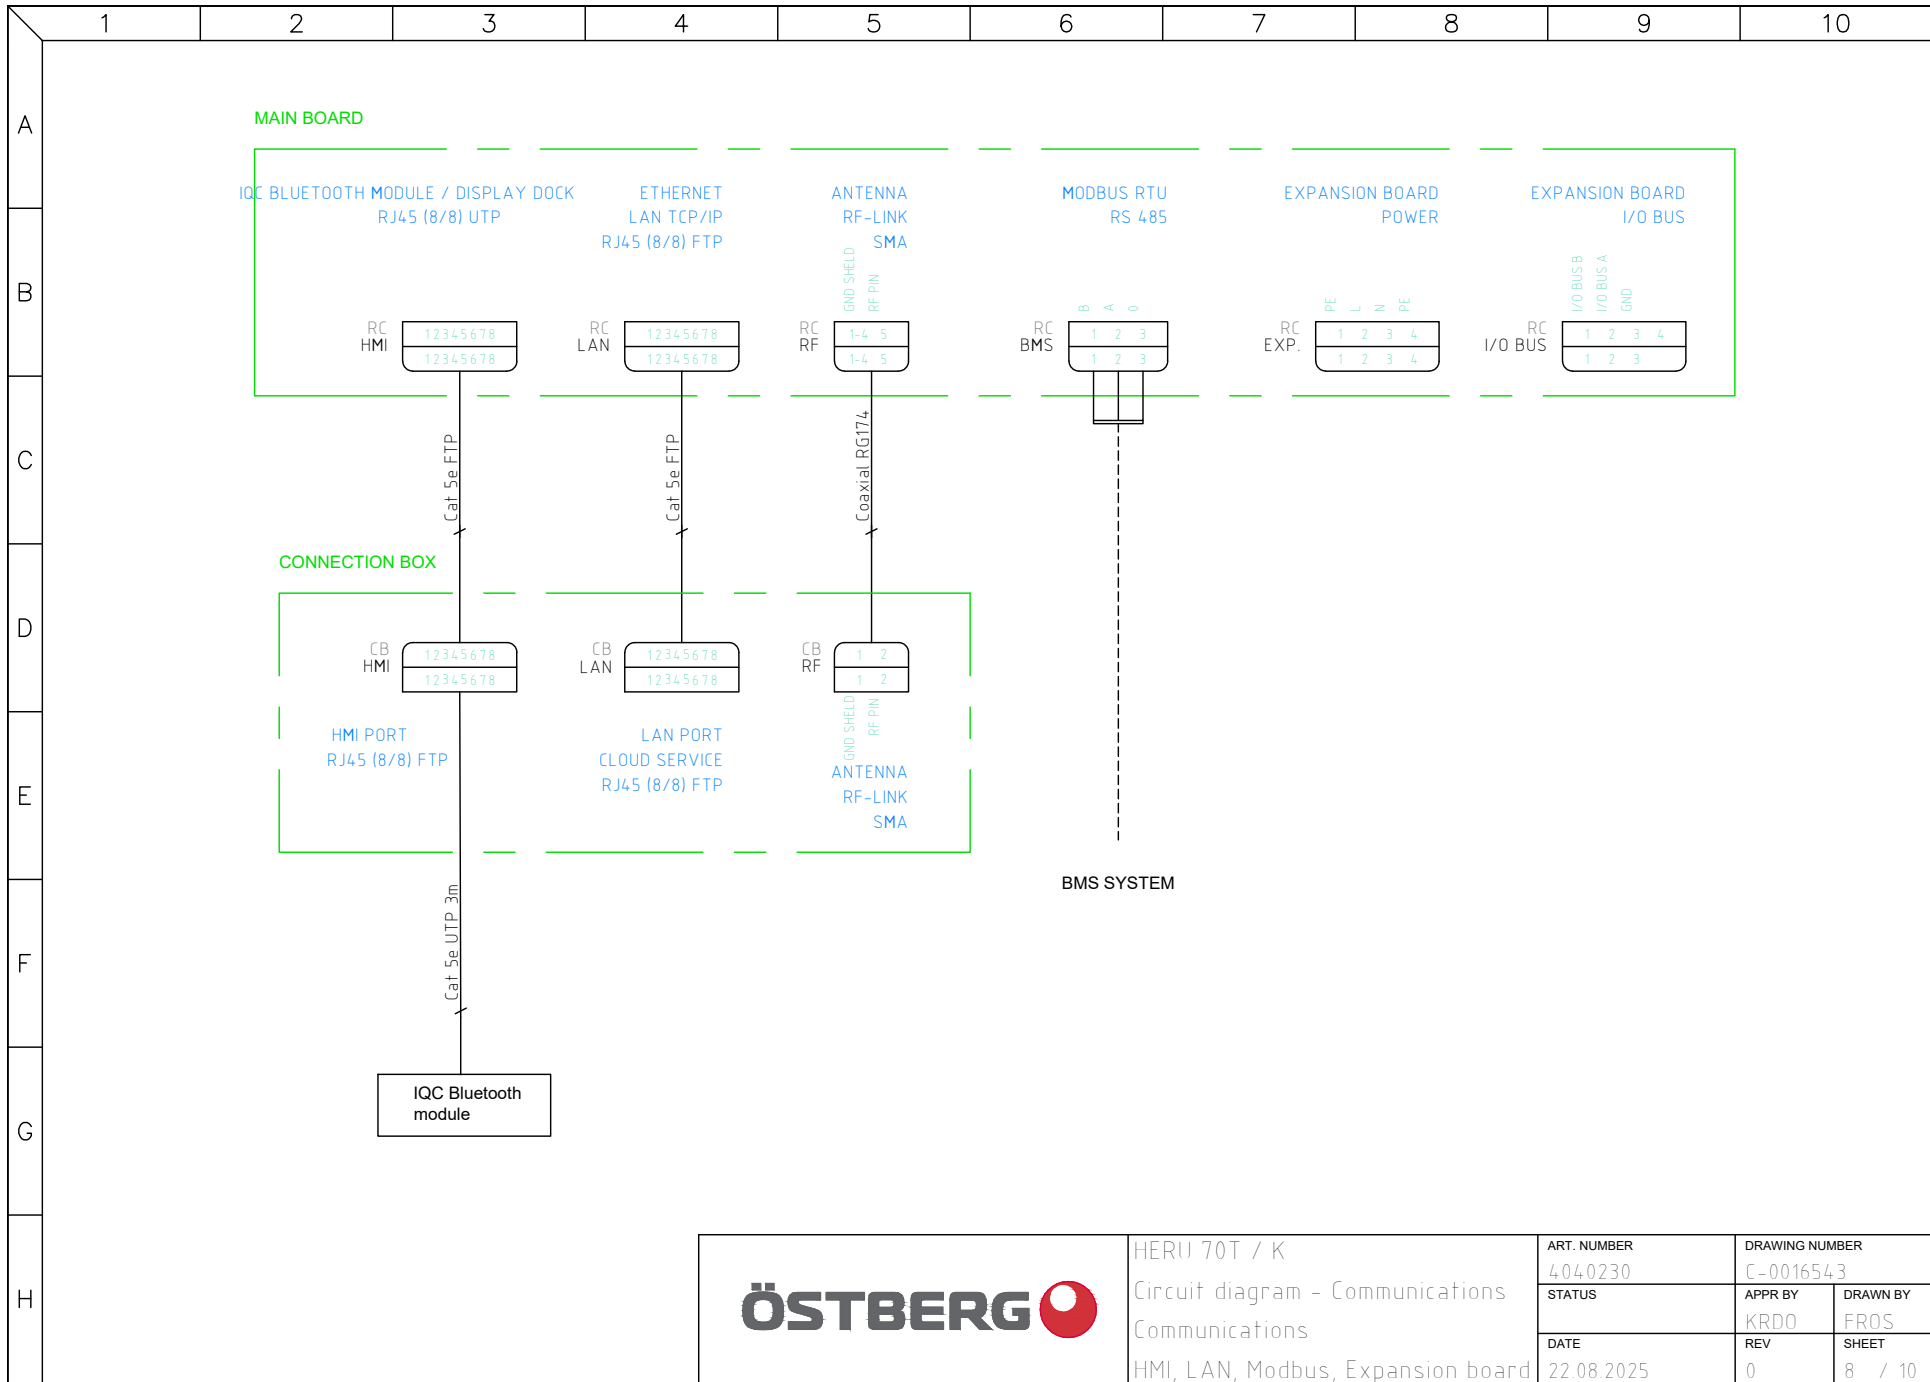 1 2 3 4 5 6 7 8 9 10
A
B
C
D
E
F
G
H
MAIN BOARD
IQC BLUETOOTH MODULE / DISPLAY DOCK
RJ45 (8/8) UTP
ETHERNET
LAN TCP/IP
RJ45 (8/8) FTP
ANTENNA
RF-LINK
SMA
MODBUS RTU
RS 485
EXPANSION BOARD
POWER
EXPANSION BOARD
I/O BUS
GND SHELD
RF PIN
B
A
0
PE
L
N
PE
I/O BUS B
I/O BUS A
GND
RC
HMI
12345678
12345678
RC
LAN
12345678
12345678
RC
RF
1-4 5
1-4 5
RC
BMS
1 2 3
1 2 3
RC
EXP.
1 2 3 4
1 2 3 4
RC
I/O BUS
1 2 3 4
1 2 3
Cat 5e FTP
Cat 5e FTP
Coaxial RG174
CONNECTION BOX
CB
HMI
12345678
12345678
CB
LAN
12345678
12345678
CB
RF
1 2
1 2
GND SHELD
RF PIN
HMI PORT
RJ45 (8/8) FTP
LAN PORT
CLOUD SERVICE
RJ45 (8/8) FTP
ANTENNA
RF-LINK
SMA
BMS SYSTEM
Cat 5e UTP 3m
IQC Bluetooth
module
ÖSTBERG
HERU 70T / K
Circuit diagram - Communications
Communications
HMI, LAN, Modbus, Expansion board
ART. NUMBER
4040230
DRAWING NUMBER
C-0016543
STATUS
APPR BY
KRDO
DRAWN BY
FROS
DATE
22.08.2025
REV
0
SHEET
8 / 10